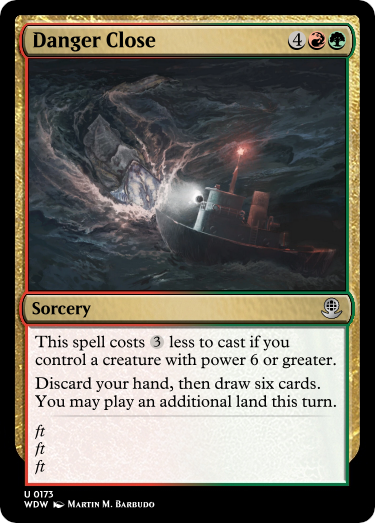 Danger Close 4
Sorcery
This spell costs 3 less to cast if you
control a creature with power 6 or greater.
Discard your hand, then draw six cards.
You may play an additional land this turn.
ft
ft
ft
U 0173
WDW Martin M. Barbudo